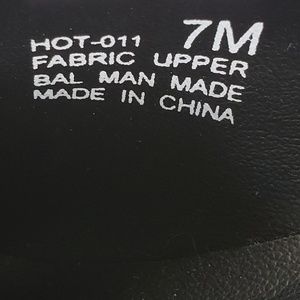 HOT-011 7M
FABRIC UPPER
BAL MAN MADE
MADE IN CHINA